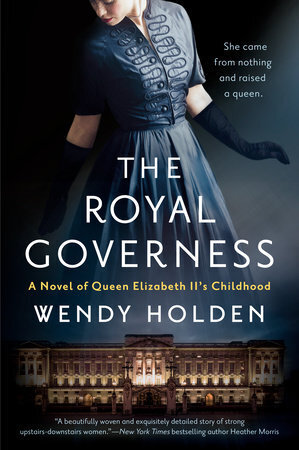 She came
from nothing
and raised
a queen.
THE
ROYAL
GOVERNESS
A Novel of Queen Elizabeth II's Childhood
WENDY HOLDEN
"A beautifully woven and exquisitely detailed story of strong
upstairs-downstairs women."—New York Times bestselling author Heather Morris